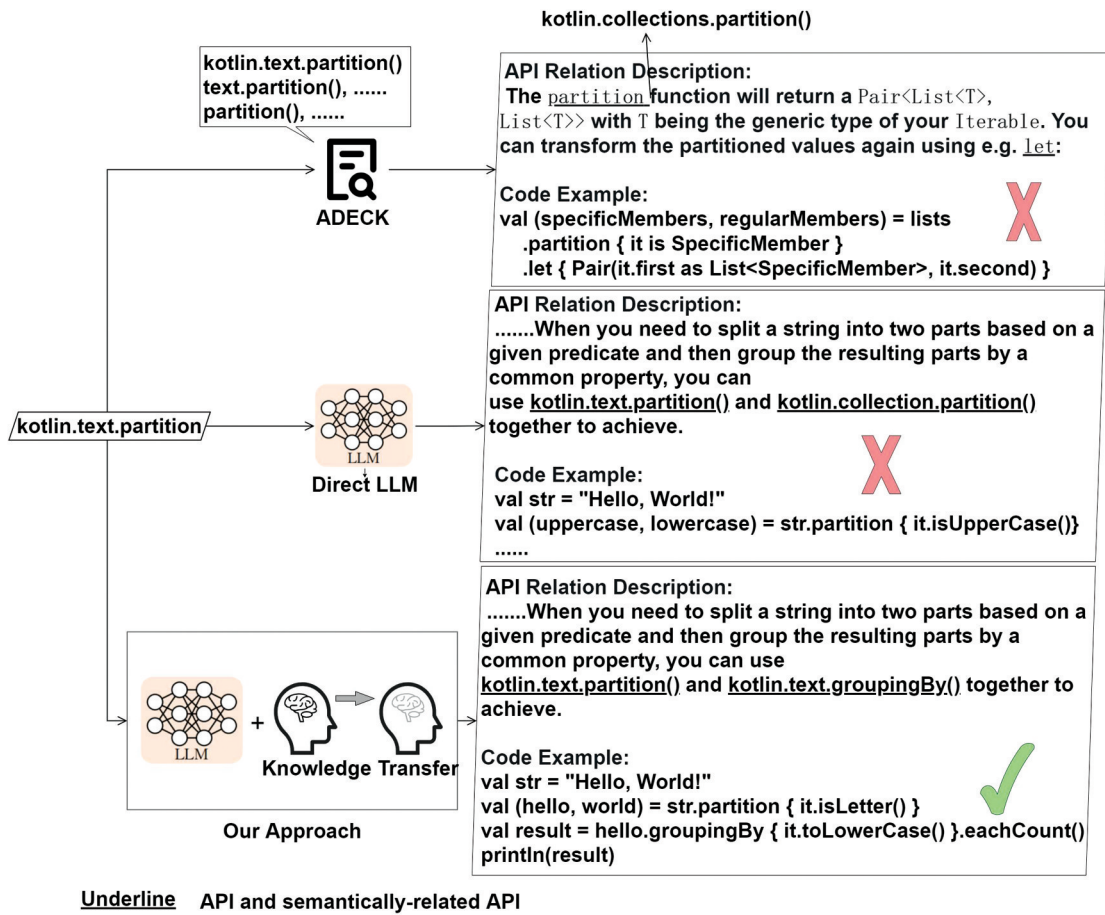 kotlin.collections.partition()
kotlin.text.partition()
text.partition(), ......
partition(), ......
ADECK
API Relation Description:
The partition function will return a Pair<List<T>,
List<T>> with T being the generic type of your Iterable. You
can transform the partitioned values again using e.g. let:
Code Example:
val (specificMembers, regularMembers) = lists
.partition { it is SpecificMember }
.let { Pair(it.first as List<SpecificMember>, it.second) }
X
kotlin.text.partition
LLM
Direct LLM
API Relation Description:
.......When you need to split a string into two parts based on a
given predicate and then group the resulting parts by a
common property, you can
use kotlin.text.partition() and kotlin.collection.partition()
together to achieve.
Code Example:
val str = "Hello, World!"
val (uppercase, lowercase) = str.partition { it.isUpperCase()}
......
X
LLM
+
Knowledge Transfer
Our Approach
API Relation Description:
.......When you need to split a string into two parts based on a
given predicate and then group the resulting parts by a
common property, you can use
kotlin.text.partition() and kotlin.text.groupingBy() together to
achieve.
Code Example:
val str = "Hello, World!"
val (hello, world) = str.partition { it.isLetter() }
val result = hello.groupingBy { it.toLowerCase() }.eachCount()
println(result)
Underline API and semantically-related API